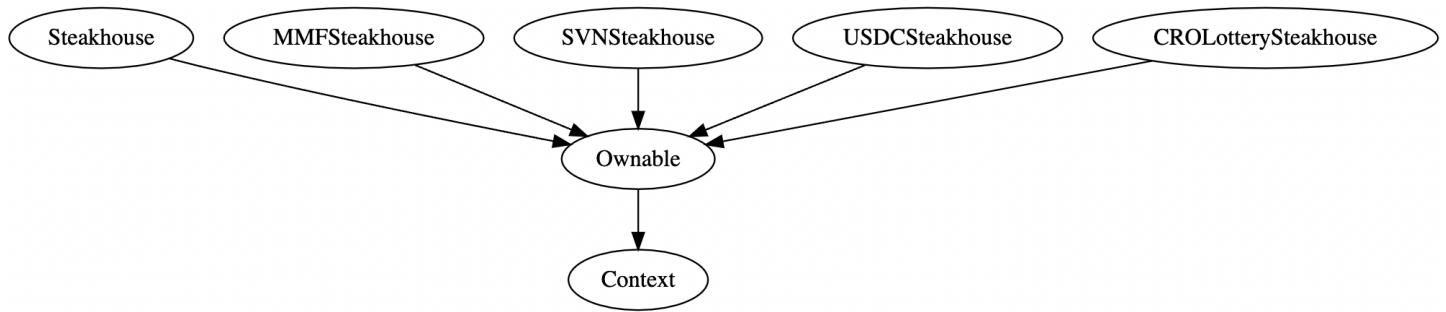 Steakhouse
MMFSteakhouse
SVNSteakhouse
USDCSteakhouse
CROLotterySteakhouse
Ownable
Context